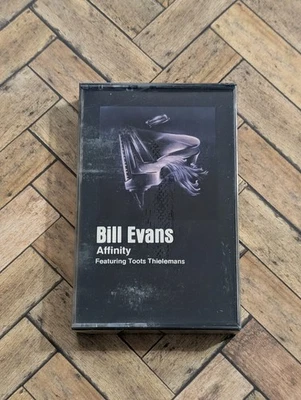 Bill Evans
Affinity
Featuring Toots Thielemans